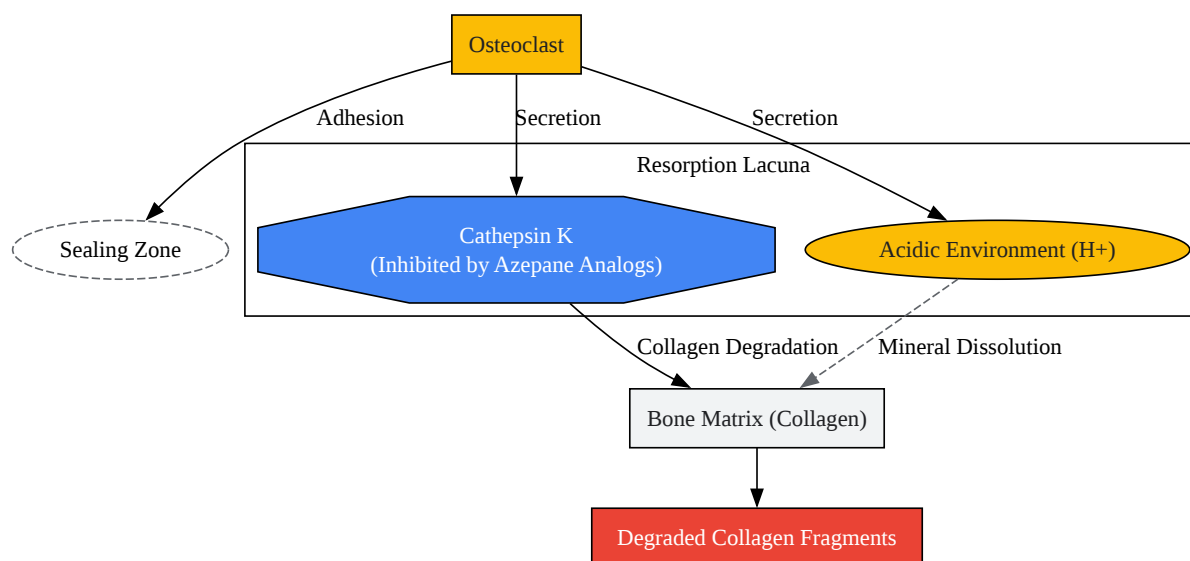 Osteoclast
Adhesion
Secretion
Secretion
Resorption Lacuna
Sealing Zone
Cathepsin K
(Inhibited by Azepane Analogs)
Acidic Environment (H+)
Collagen Degradation
Mineral Dissolution
Bone Matrix (Collagen)
Degraded Collagen Fragments